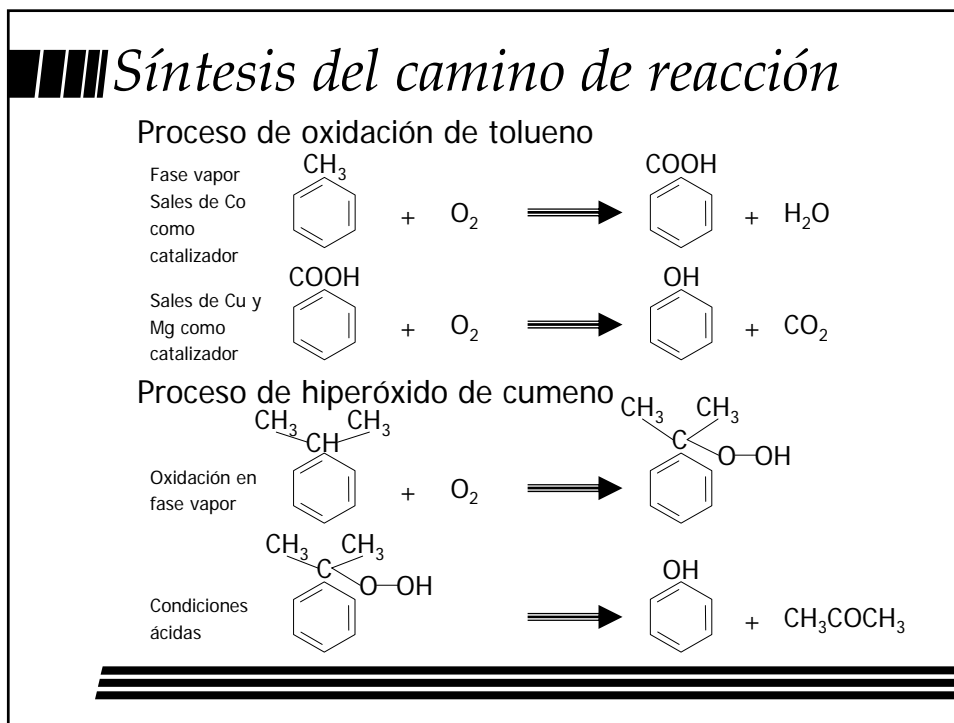 Síntesis del camino de reacción
Proceso de oxidación de tolueno
Fase vapor
Sales de Co
como
catalizador
CH₃
+ O₂
COOH
+ H₂O
Sales de Cu y
Mg como
catalizador
COOH
+ O₂
OH
+ CO₂
Proceso de hiperóxido de cumeno
Oxidación en
fase vapor
CH₃ CH₃
CH
+ O₂
CH₃ CH₃
C
O OH
Condiciones
ácidas
CH₃ CH₃
C
O OH
OH
+ CH₃COCH₃